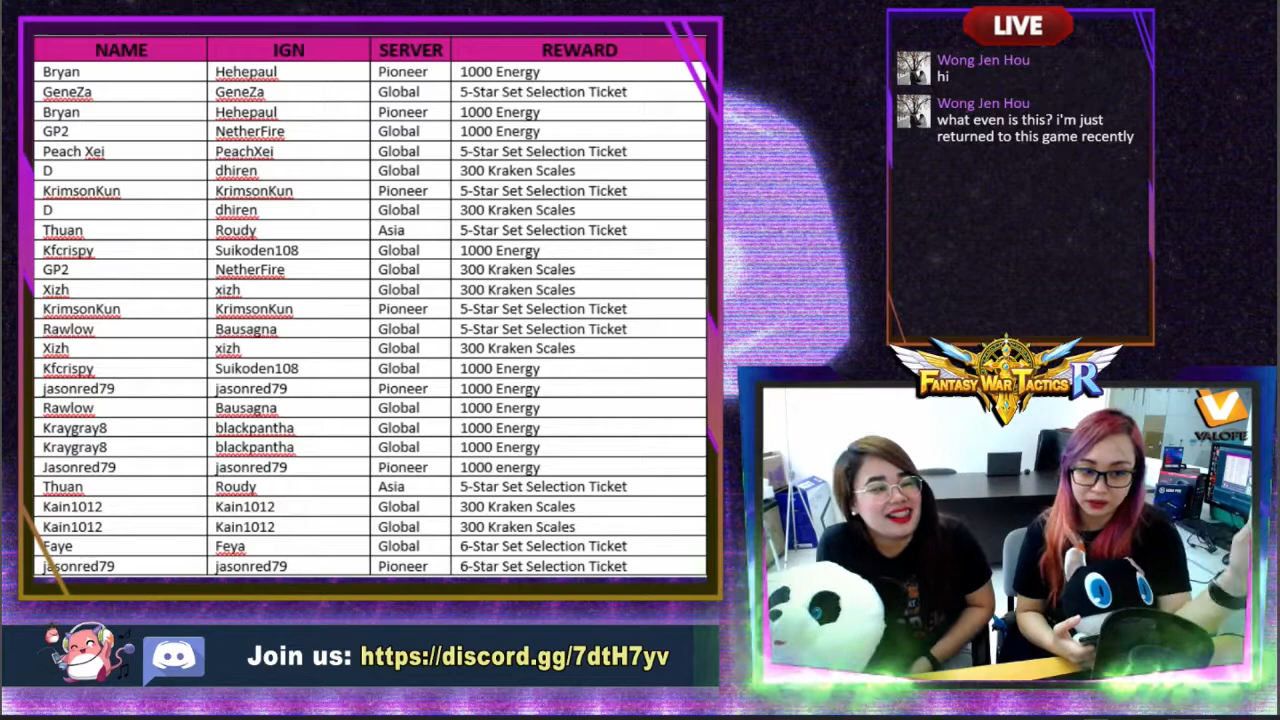 NAME IGN SERVER REWARD
Bryan Hehepaul Pioneer 1000 Energy
GeneZa GeneZa Global 5-Star Set Selection Ticket
Bryan Hehepaul Pioneer 1000 Energy
GP2 NetherFire Global 1000 Energy
Peach Xei PeachXei Global 5-Star Set Selection Ticket
D dhiren Global 300 Kraken Scales
KrimsonKun KrimsonKun Pioneer 5-Star Set Selection Ticket
D dhiren Global 300 Kraken Scales
Thuan Roudy Asia 5-Star Set Selection Ticket
Kfcrispy Suikoden108 Global 1000 Energy
GP2 NetherFire Global 300 Kraken Scales
Xizh xizh Global 300 Kraken Scales
KrimsonKun KrimsonKun Pioneer 5-Star Set Selection Ticket
Rawlow Bausagna Global 5-Star Set Selection Ticket
Xizh xizh Global 300 Kraken Scales
Kfcrispy Suikoden108 Global 1000 Energy
jasonred79 jasonred79 Pioneer 1000 Energy
Rawlow Bausagna Global 1000 Energy
Kraygray8 blackpantha Global 1000 Energy
Kraygray8 blackpantha Global 1000 Energy
Jasonred79 jasonred79 Pioneer 1000 energy
Thuan Roudy Asia 5-Star Set Selection Ticket
Kain1012 Kain1012 Global 300 Kraken Scales
Kain1012 Kain1012 Global 300 Kraken Scales
Faye Feya Global 6-Star Set Selection Ticket
jasonred79 jasonred79 Pioneer 6-Star Set Selection Ticket
LIVE
Wong Jen Hou
hi
Wong Jen Hou
what even is this? i'm just
returned to this game recently
FANTASY WAR TACTICS R
VALOFE
Join us: https://discord.gg/7dtH7yv